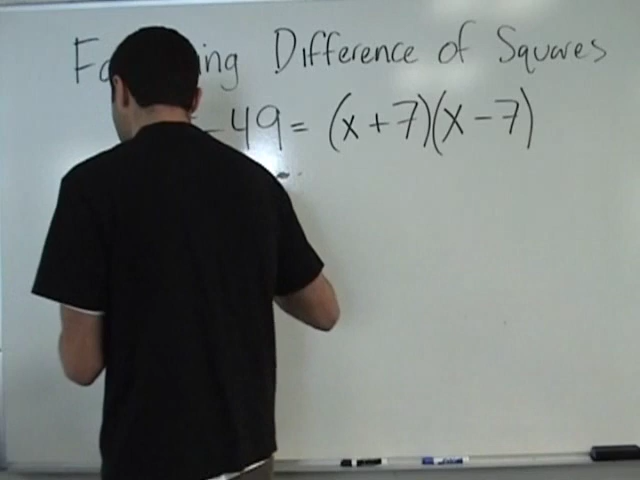 Fa ing Difference of Squares
- 49 = (x + 7)(x - 7)